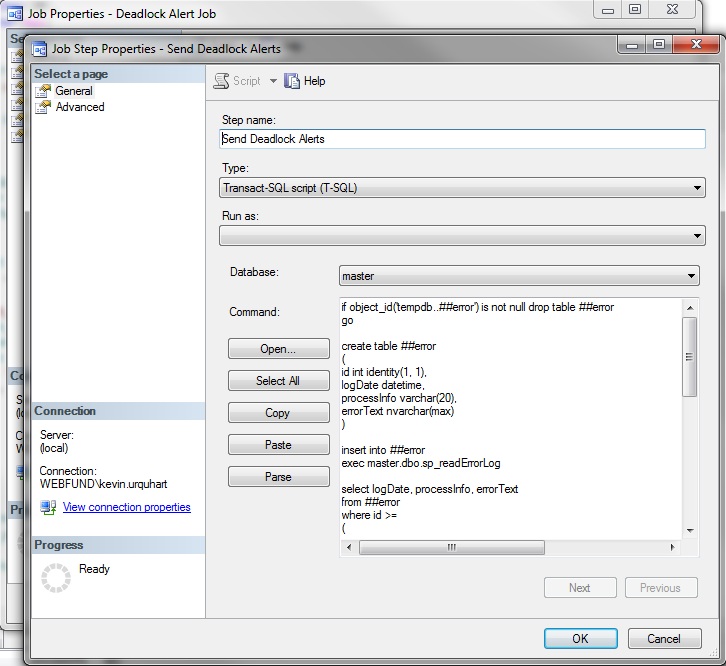 Job Properties - Deadlock Alert Job
Se
Job Step Properties - Send Deadlock Alerts
Select a page
General
Advanced
Script
Help
Step name:
Send Deadlock Alerts
Type:
Transact-SQL script (T-SQL)
Run as:
Database:
master
Command:
Open...
Select All
Copy
Paste
Parse
if object_id('tempdb..##error') is not null drop table ##error
go
create table ##error
(
id int identity(1, 1),
logDate datetime,
processInfo varchar(20),
errorText nvarchar(max)
)
insert into ##error
exec master.dbo.sp_readErrorLog
select logDate, processInfo, errorText
from ##error
where id >=
(
Co
S
(lo
C
W
Pr
Connection
Server:
(local)
Connection:
WEBFUND\kevin.urquhart
View connection properties
Progress
Ready
Next
Previous
OK
Cancel